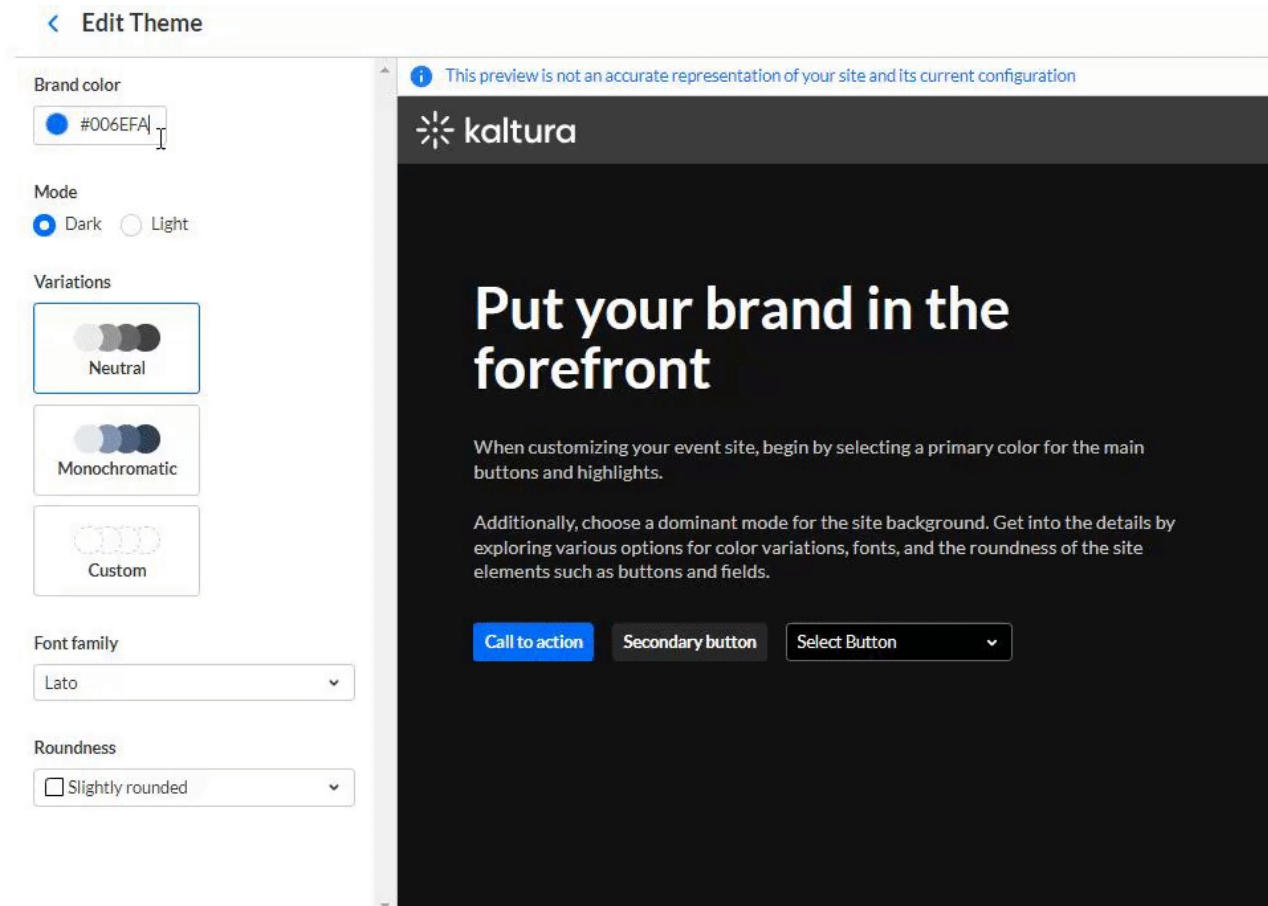 Edit Theme
Brand color
#006EFA
Mode
Dark Light
Variations
Neutral
Monochromatic
Custom
Font family
Lato
Roundness
Slightly rounded
This preview is not an accurate representation of your site and its current configuration
kaltura
Put your brand in the
forefront
When customizing your event site, begin by selecting a primary color for the main
buttons and highlights.
Additionally, choose a dominant mode for the site background. Get into the details by
exploring various options for color variations, fonts, and the roundness of the site
elements such as buttons and fields.
Call to action Secondary button Select Button